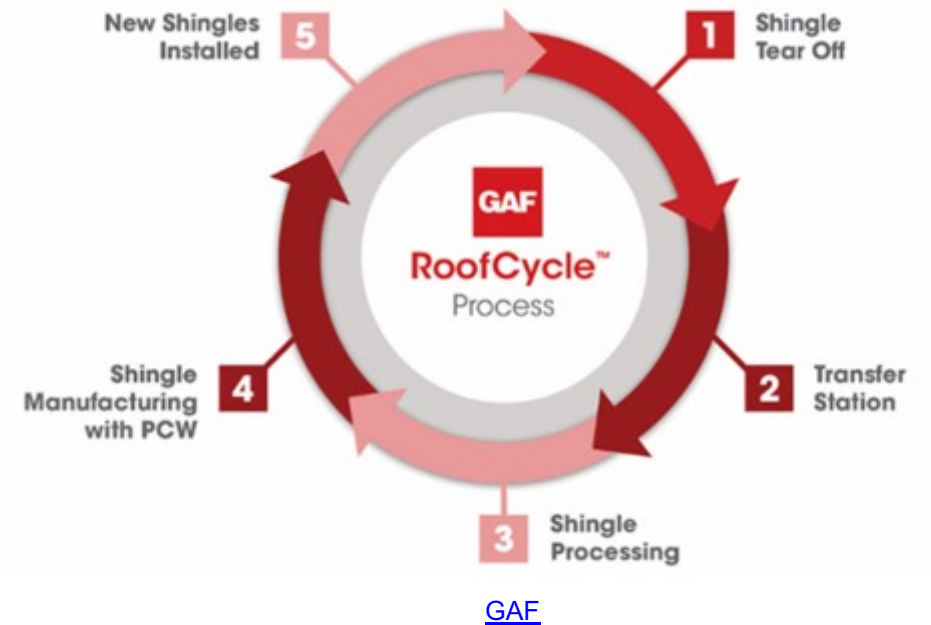 New Shingles
Installed
5
1
Shingle
Tear Off
GAF
RoofCycle™
Process
Shingle
Manufacturing
with PCW
4
2
Transfer
Station
3
Shingle
Processing
GAF